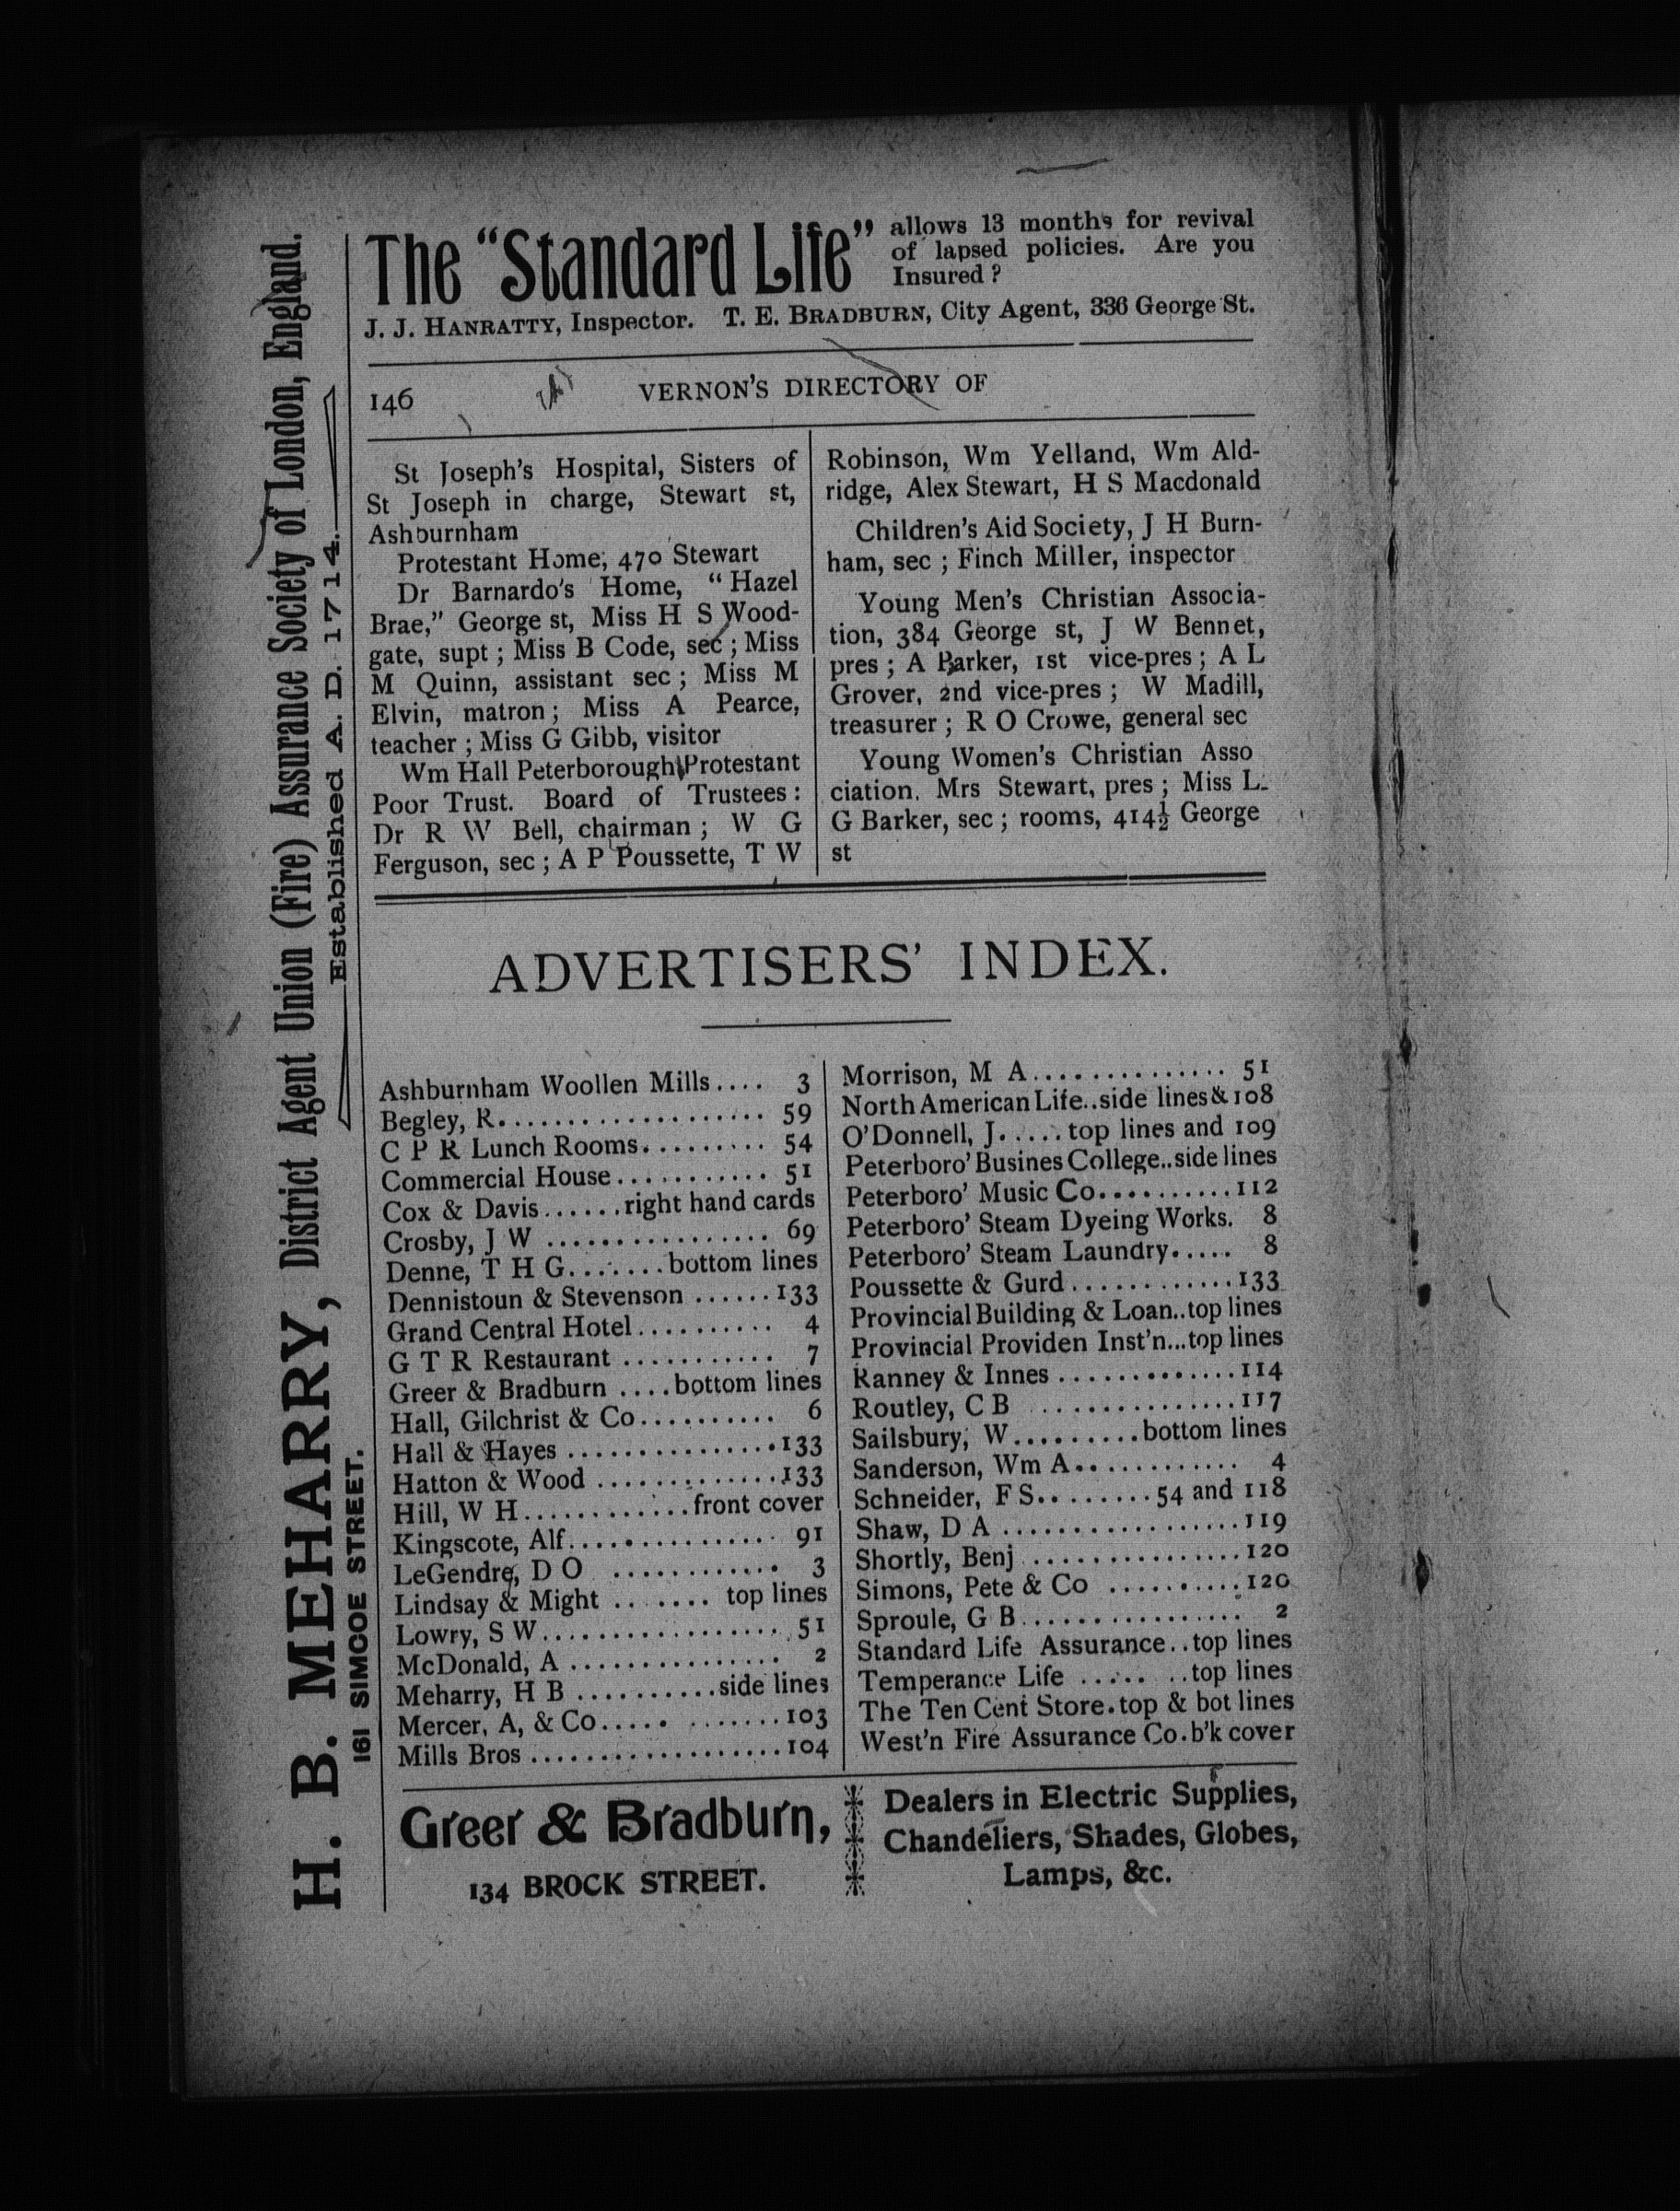 The "Standard Life" allows 13 months for revival
of lapsed policies. Are you
Insured ?
J. J. HANRATTY, Inspector. T. E. BRADBURN, City Agent, 336 George St.
146 VERNON'S DIRECTORY OF
St Joseph's Hospital, Sisters of
St Joseph in charge, Stewart st,
Ashburnham
Protestant Home, 470 Stewart
Dr Barnardo's Home, "Hazel
Brae," George st, Miss H S Wood-
gate, supt ; Miss B Code, sec ; Miss
M Quinn, assistant sec ; Miss M
Elvin, matron ; Miss A Pearce,
teacher ; Miss G Gibb, visitor
Wm Hall Peterborough Protestant
Poor Trust. Board of Trustees :
Dr R W Bell, chairman ; W G
Ferguson, sec ; A P Poussette, T W
Robinson, Wm Yelland, Wm Ald-
ridge, Alex Stewart, H S Macdonald
Children's Aid Society, J H Burn-
ham, sec ; Finch Miller, inspector
Young Men's Christian Associa-
tion, 384 George st, J W Bennet,
pres ; A Barker, 1st vice-pres ; A L
Grover, 2nd vice-pres ; W Madill,
treasurer ; R O Crowe, general sec
Young Women's Christian Asso
ciation. Mrs Stewart, pres ; Miss L.
G Barker, sec ; rooms, 414½ George
st
ADVERTISERS' INDEX.
Ashburnham Woollen Mills.... 3
Begley, R................... 59
C P R Lunch Rooms......... 54
Commercial House........... 51
Cox & Davis......right hand cards
Crosby, J W ................ 69
Denne, T H G.......bottom lines
Dennistoun & Stevenson ......133
Grand Central Hotel.......... 4
G T R Restaurant ........... 7
Greer & Bradburn ....bottom lines
Hall, Gilchrist & Co.......... 6
Hall & Hayes ................133
Hatton & Wood .............133
Hill, W H............front cover
Kingscote, Alf............... 91
LeGendre, D O ............ 3
Lindsay & Might ....... top lines
Lowry, S W................. 51
McDonald, A ............... 2
Meharry, H B ..........side lines
Mercer, A, & Co..... .......103
Mills Bros ..................104
Morrison, M A.............. 51
North American Life..side lines & 108
O'Donnell, J.....top lines and 109
Peterboro' Busines College..side lines
Peterboro' Music Co..........112
Peterboro' Steam Dyeing Works. 8
Peterboro' Steam Laundry..... 8
Poussette & Gurd............133
Provincial Building & Loan..top lines
Provincial Providen Inst'n...top lines
Ranney & Innes .............114
Routley, C B ...............117
Sailsbury, W.........bottom lines
Sanderson, Wm A............ 4
Schneider, F S........54 and 118
Shaw, D A .................119
Shortly, Benj ................120
Simons, Pete & Co ..........120
Sproule, G B................ 2
Standard Life Assurance..top lines
Temperance Life ..... ..top lines
The Ten Cent Store.top & bot lines
West'n Fire Assurance Co.b'k cover
Greer & Bradburn,
134 BROCK STREET.
Dealers in Electric Supplies,
Chandeliers, Shades, Globes,
Lamps, &c.
H. B. MEHARRY, District Agent Union (Fire) Assurance Society of London, England.
161 SIMCOE STREET. Established A. D. 1714.